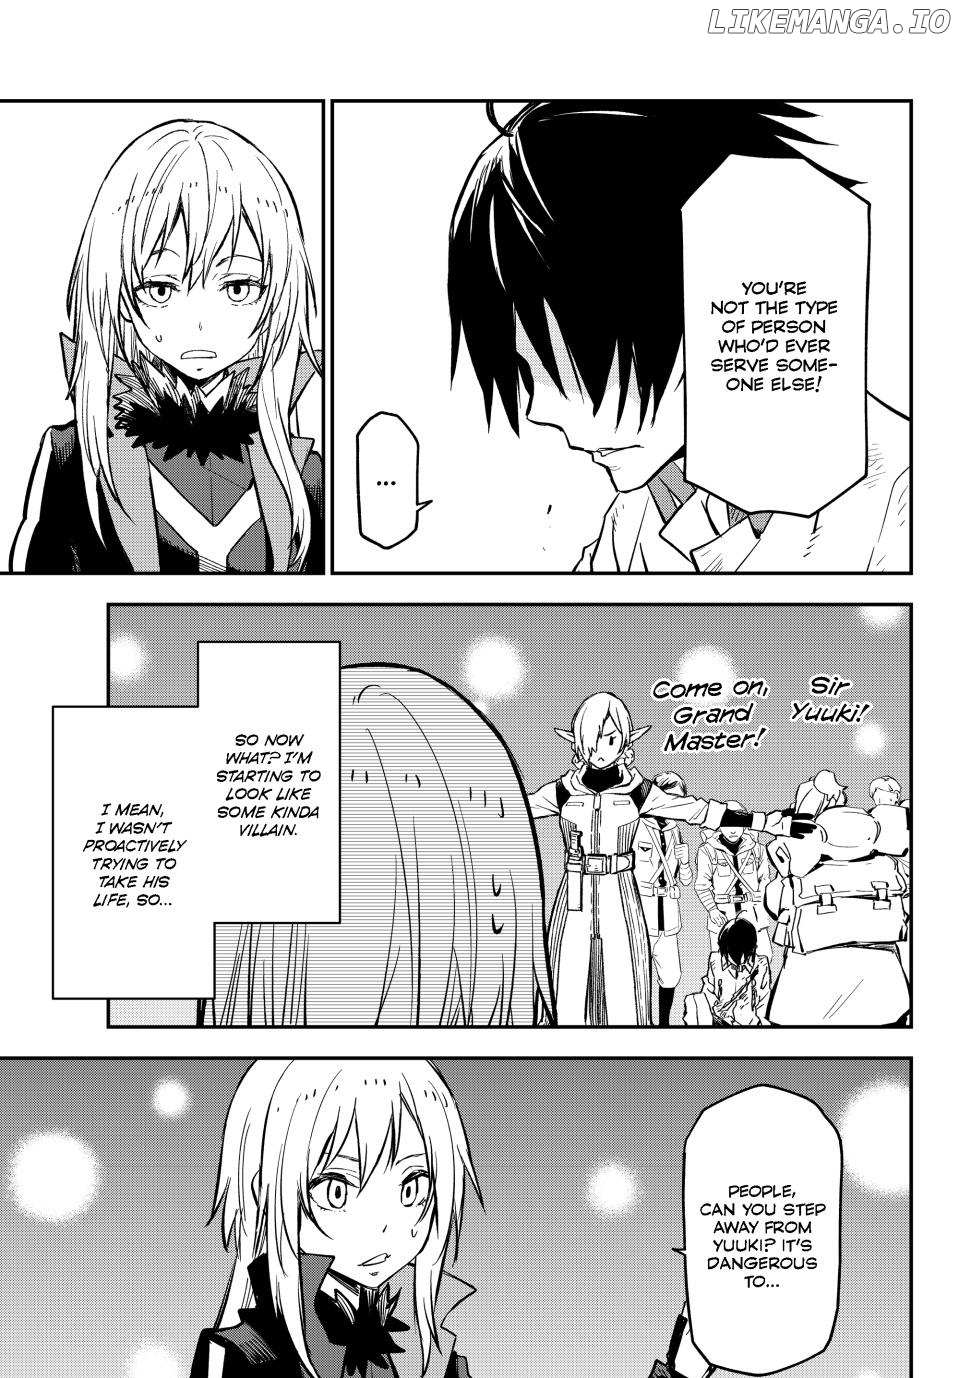 LIKEMANGA.IO
YOU'RE
NOT THE TYPE
OF PERSON
WHO'D EVER
SERVE SOME-
ONE ELSE!
...
Sir
Yuuki!
Come on,
Grand
Master!
SO NOW
WHAT? I'M
STARTING TO
LOOK LIKE
SOME KINDA
VILLAIN.
I MEAN,
I WASN'T
PROACTIVELY
TRYING TO
TAKE HIS
LIFE, SO...
PEOPLE,
CAN YOU STEP
AWAY FROM
YUUKI? IT'S
DANGEROUS
TO...